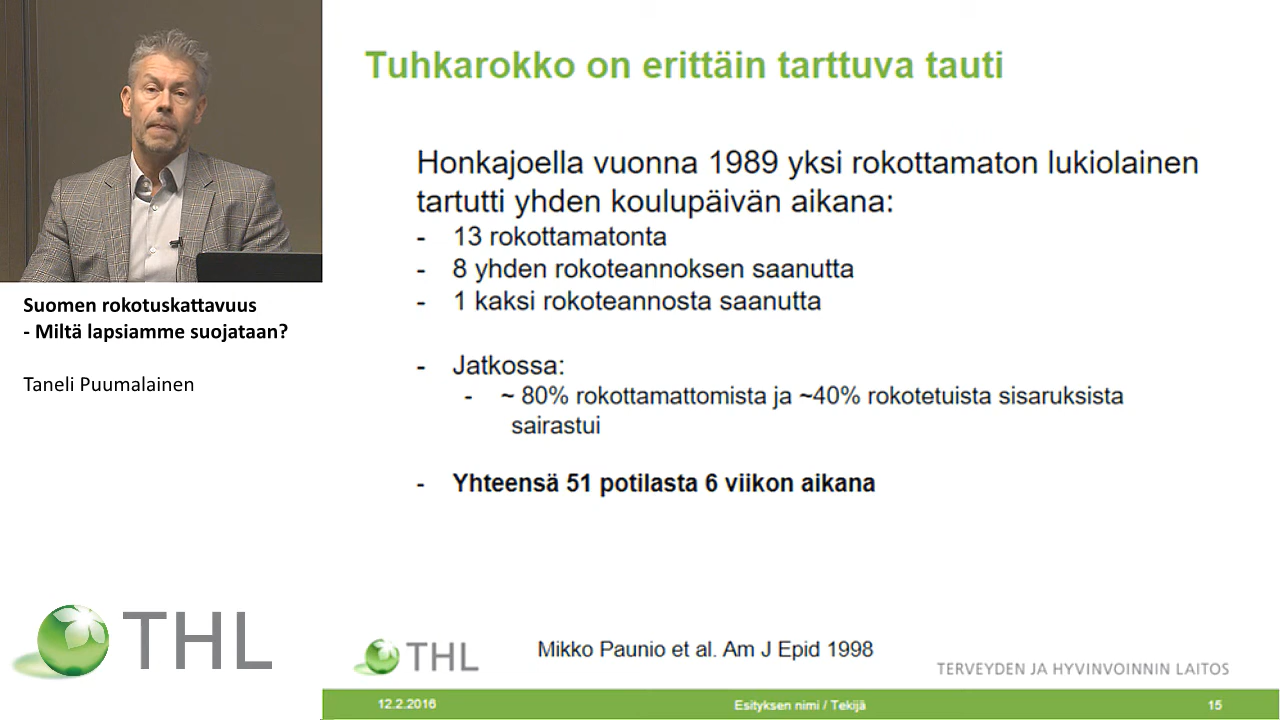 Tuhkarokko on erittäin tarttuva tauti
Honkajoella vuonna 1989 yksi rokottamaton lukiolainen
tartutti yhden koulupäivän aikana:
- 13 rokottamatonta
- 8 yhden rokoteannoksen saanutta
- 1 kaksi rokoteannosta saanutta
- Jatkossa:
- ~ 80% rokottamattomista ja ~40% rokotetuista sisaruksista
sairastui
- Yhteensä 51 potilasta 6 viikon aikana
Suomen rokotuskattavuus
- Miltä lapsiamme suojataan?
Taneli Puumalainen
THL
THL
Mikko Paunio et al. Am J Epid 1998
TERVEYDEN JA HYVINVOINNIN LAITOS
12.2.2016
Esityksen nimi / Tekijä
15